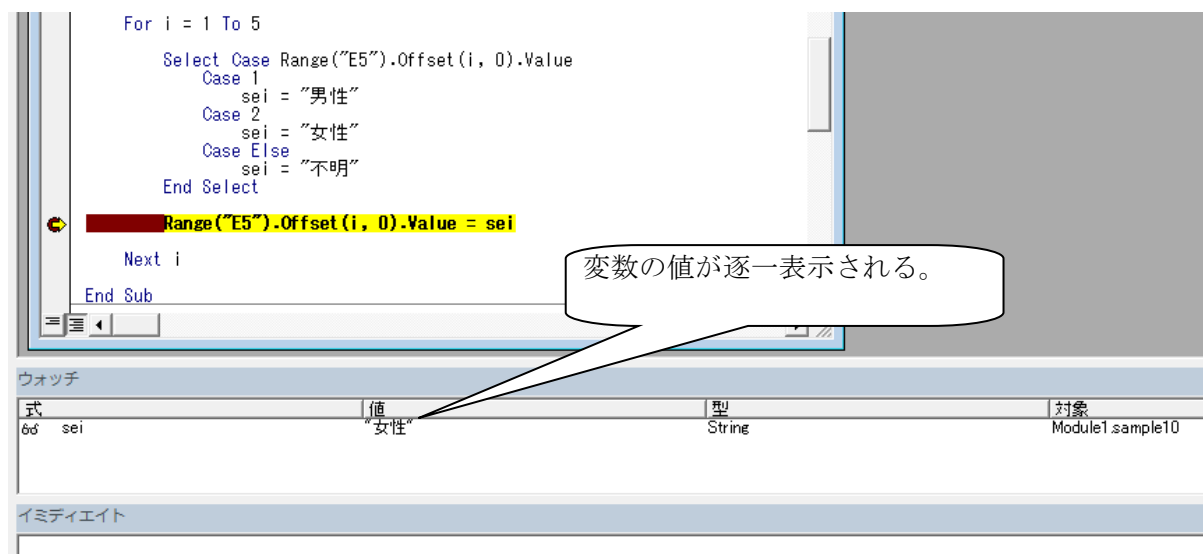 For i = 1 To 5
Select Case Range("E5").Offset(i, 0).Value
Case 1
sei = "男性"
Case 2
sei = "女性"
Case Else
sei = "不明"
End Select
Range("E5").Offset(i, 0).Value = sei
Next i
End Sub
変数の値が逐一表示される。
ウォッチ
式 値 型 対象
sei "女性" String Module1.sample10
イミディエイト